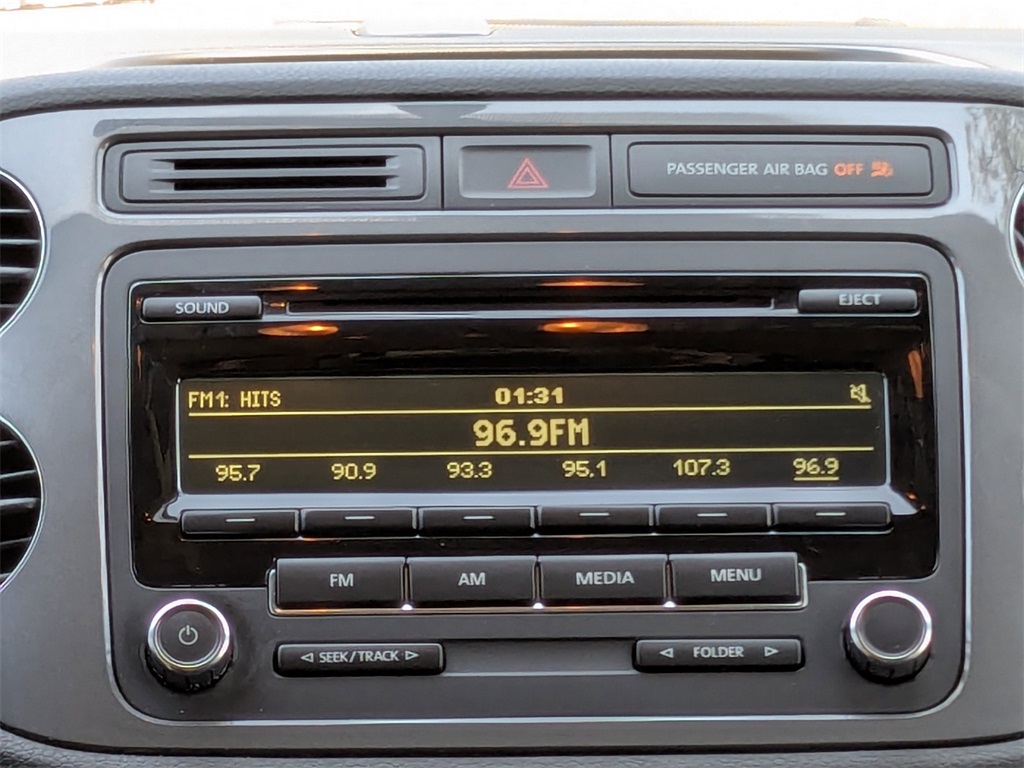 PASSENGER AIR BAG OFF
SOUND
EJECT
FM1: HITS 01:31
96.9FM
95.7 90.9 93.3 95.1 107.3 96.9
FM AM MEDIA MENU
SEEK/TRACK FOLDER